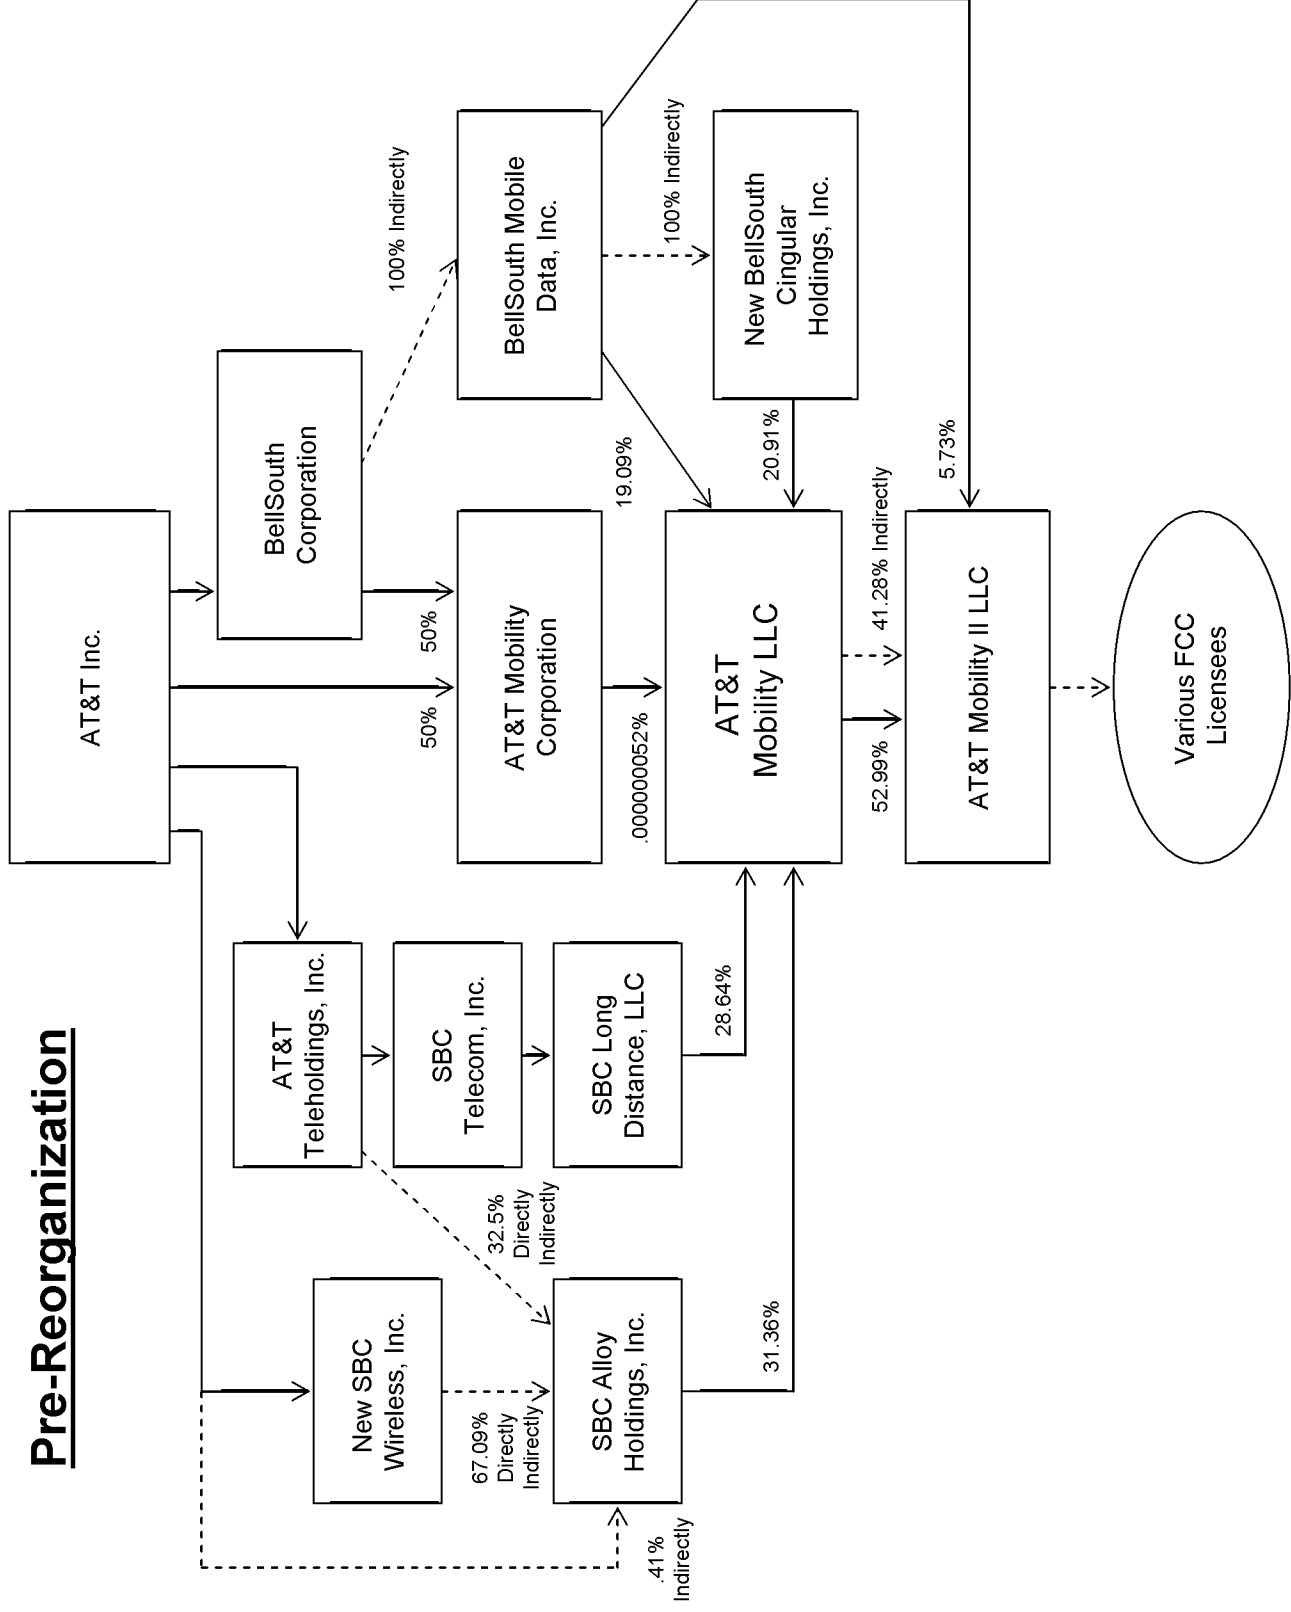 Pre-Reorganization
AT&T Inc.
BellSouth
Corporation
100% Indirectly
AT&T
Teleholdings, Inc.
New SBC
Wireless, Inc.
SBC
Telecom, Inc.
50%
50%
67.09%
Directly
Indirectly
32.5%
Directly
Indirectly
AT&T Mobility
Corporation
BellSouth Mobile
Data, Inc.
SBC Alloy
Holdings, Inc.
SBC Long
Distance, LLC
.41%
Indirectly
.000000052%
19.09%
100% Indirectly
28.64%
31.36%
AT&T
Mobility LLC
20.91%
New BellSouth
Cingular
Holdings, Inc.
52.99%
41.28% Indirectly
5.73%
AT&T Mobility II LLC
Various FCC
Licensees